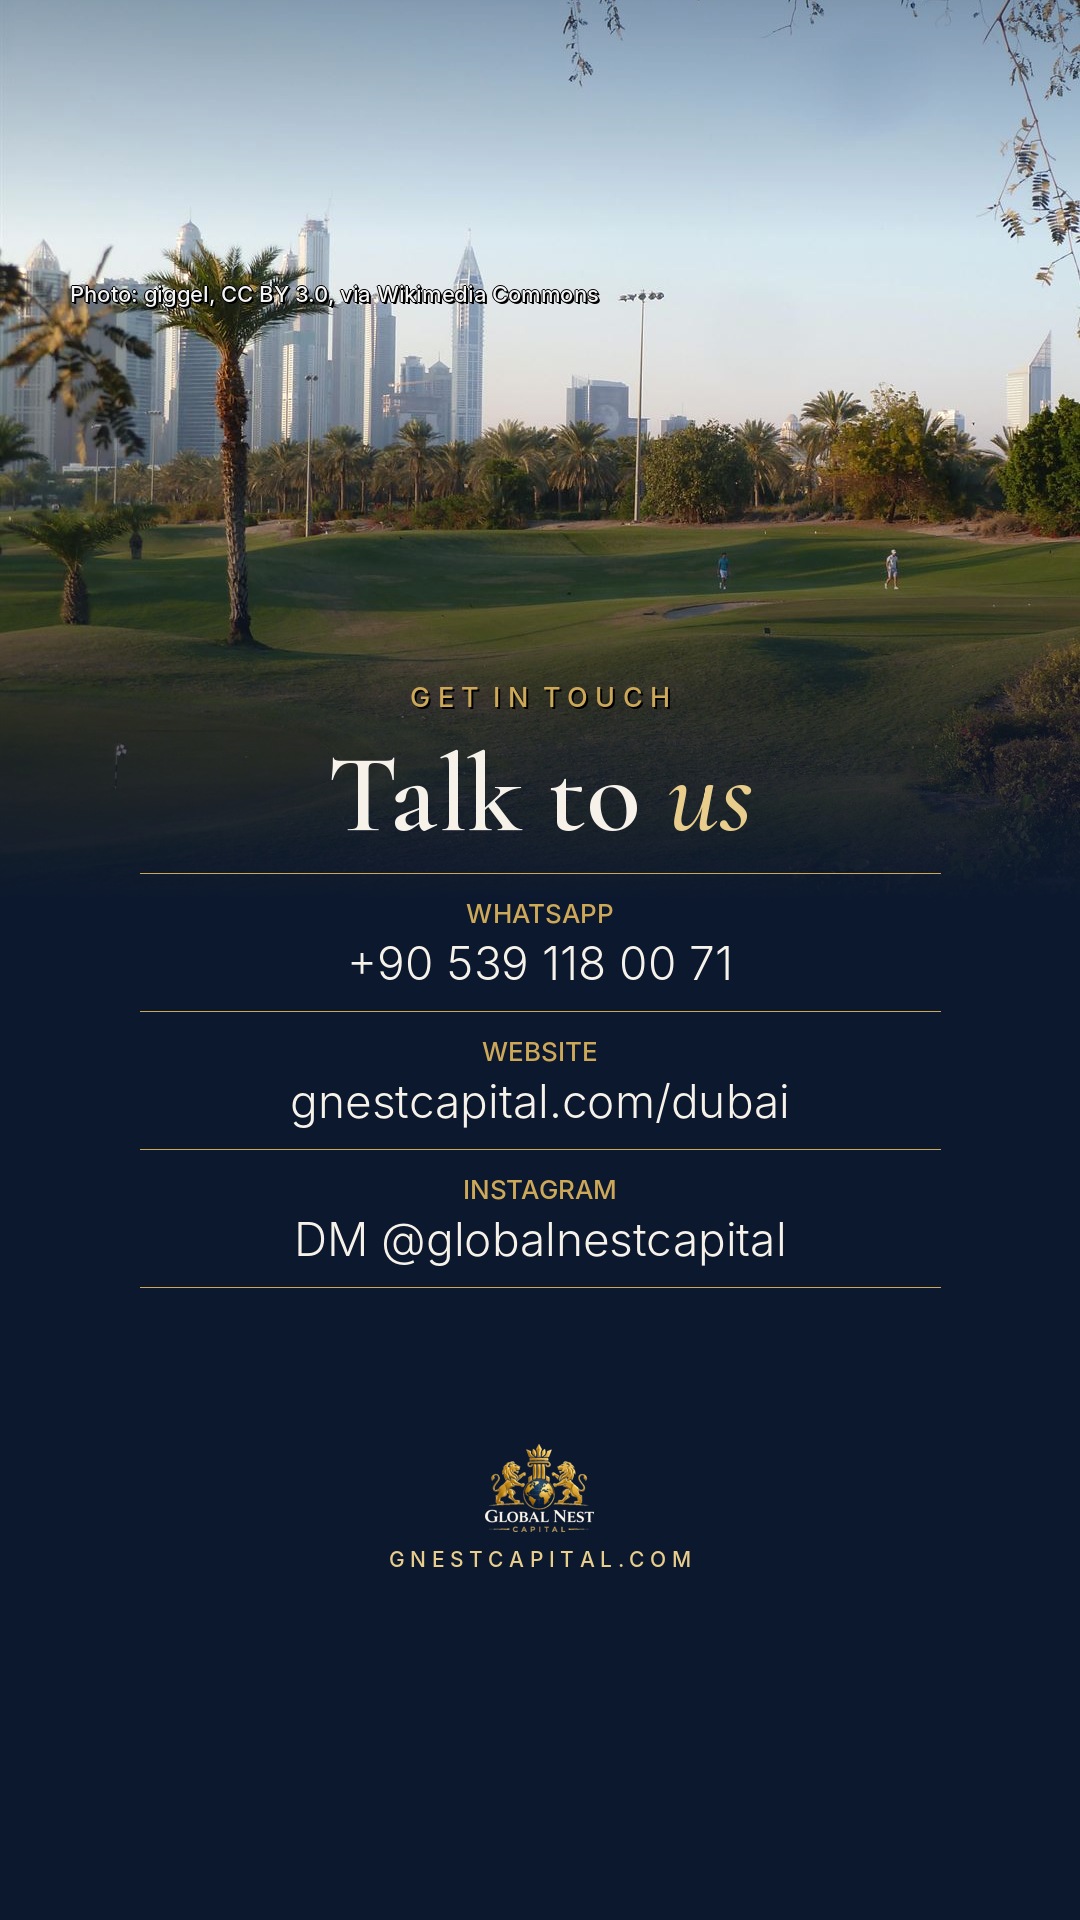 Photo: giggel, CC BY 3.0, via Wikimedia Commons
GET IN TOUCH
Talk to us
WHATSAPP
+90 539 118 00 71
WEBSITE
gnestcapital.com/dubai
INSTAGRAM
DM @globalnestcapital
GLOBAL NEST
CAPITAL
GNESTCAPITAL.COM